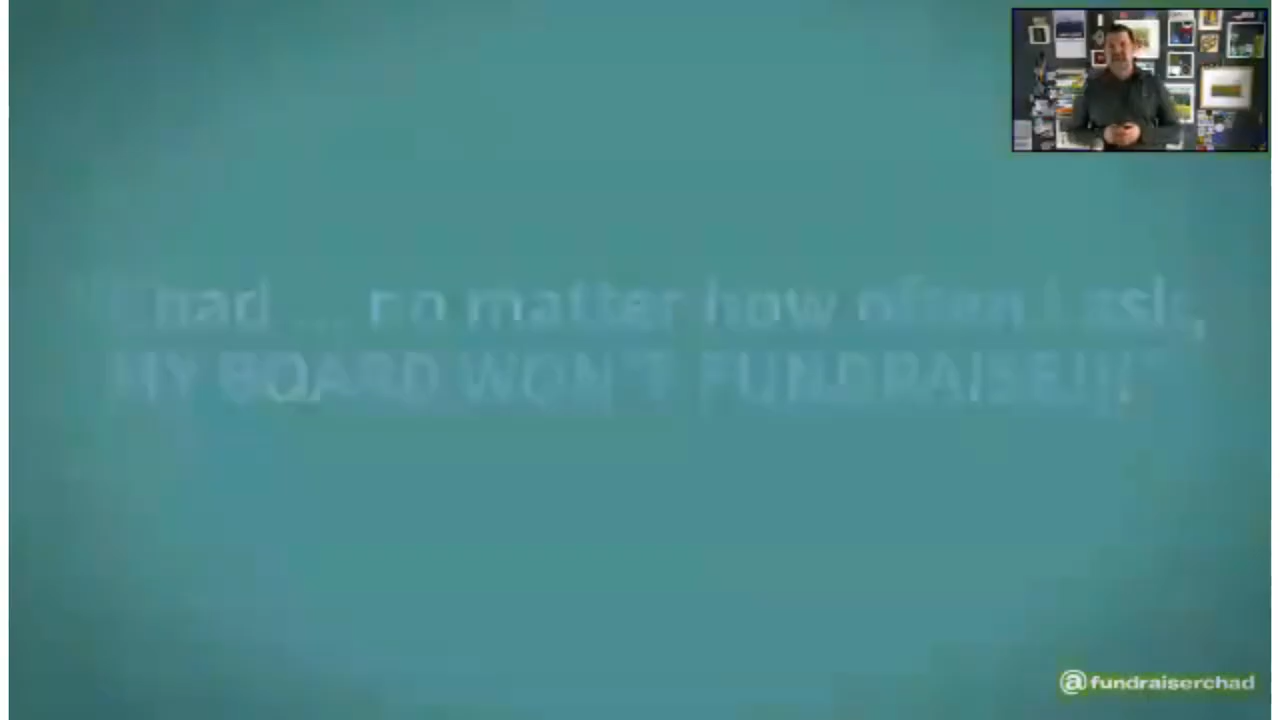 "Chad ... no matter how often I ask,
MY BOARD WON'T FUNDRAISE!!!"
@fundraiserchad